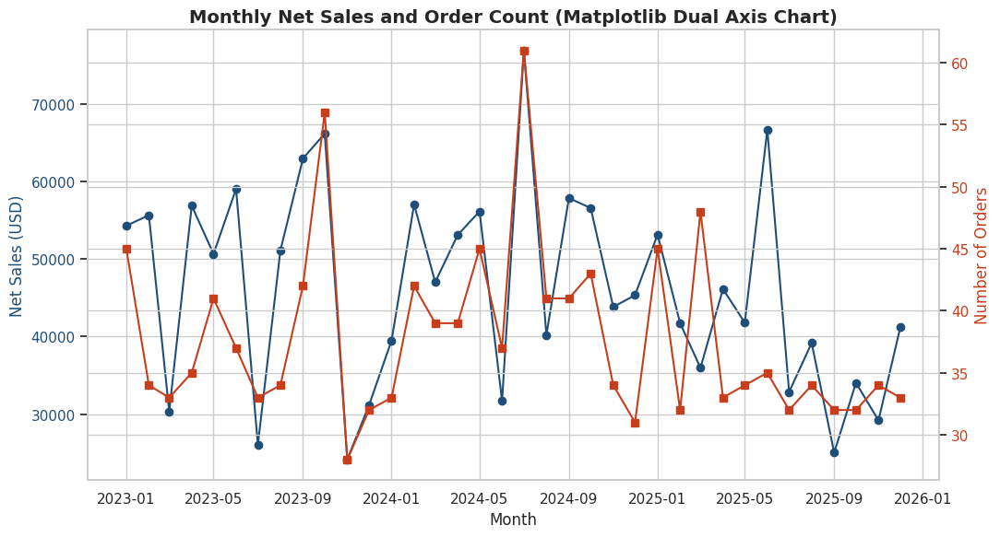 Monthly Net Sales and Order Count (Matplotlib Dual Axis Chart)
Net Sales (USD)
70000
60000
50000
40000
30000
60
55
50
45
40
35
30
Number of Orders
2023-01 2023-05 2023-09 2024-01 2024-05 2024-09 2025-01 2025-05 2025-09 2026-01
Month